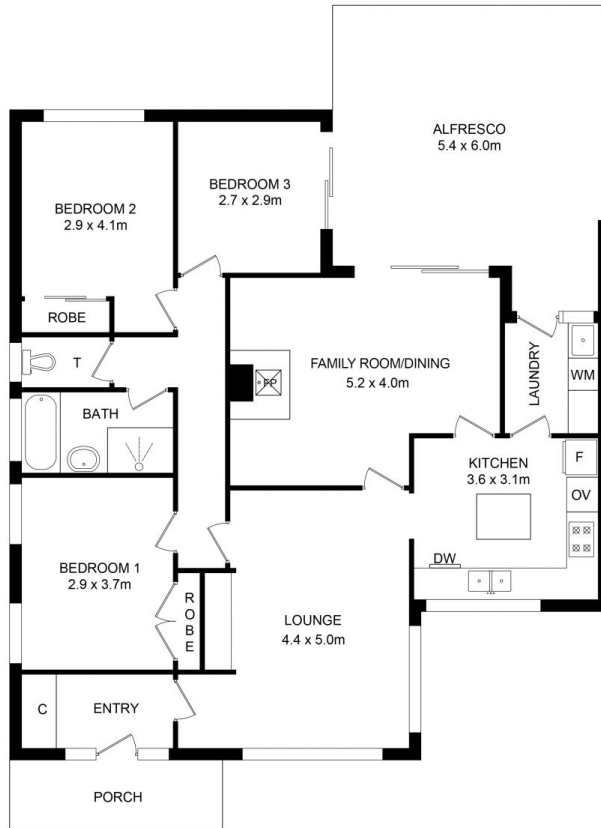 ALFRESCO
5.4 x 6.0m
BEDROOM 3
2.7 x 2.9m
BEDROOM 2
2.9 x 4.1m
ROBE
T
BATH
FAMILY ROOM/DINING
5.2 x 4.0m
FP
LAUNDRY
WM
KITCHEN
3.6 x 3.1m
F
OV
DW
BEDROOM 1
2.9 x 3.7m
ROBE
LOUNGE
4.4 x 5.0m
C
ENTRY
PORCH